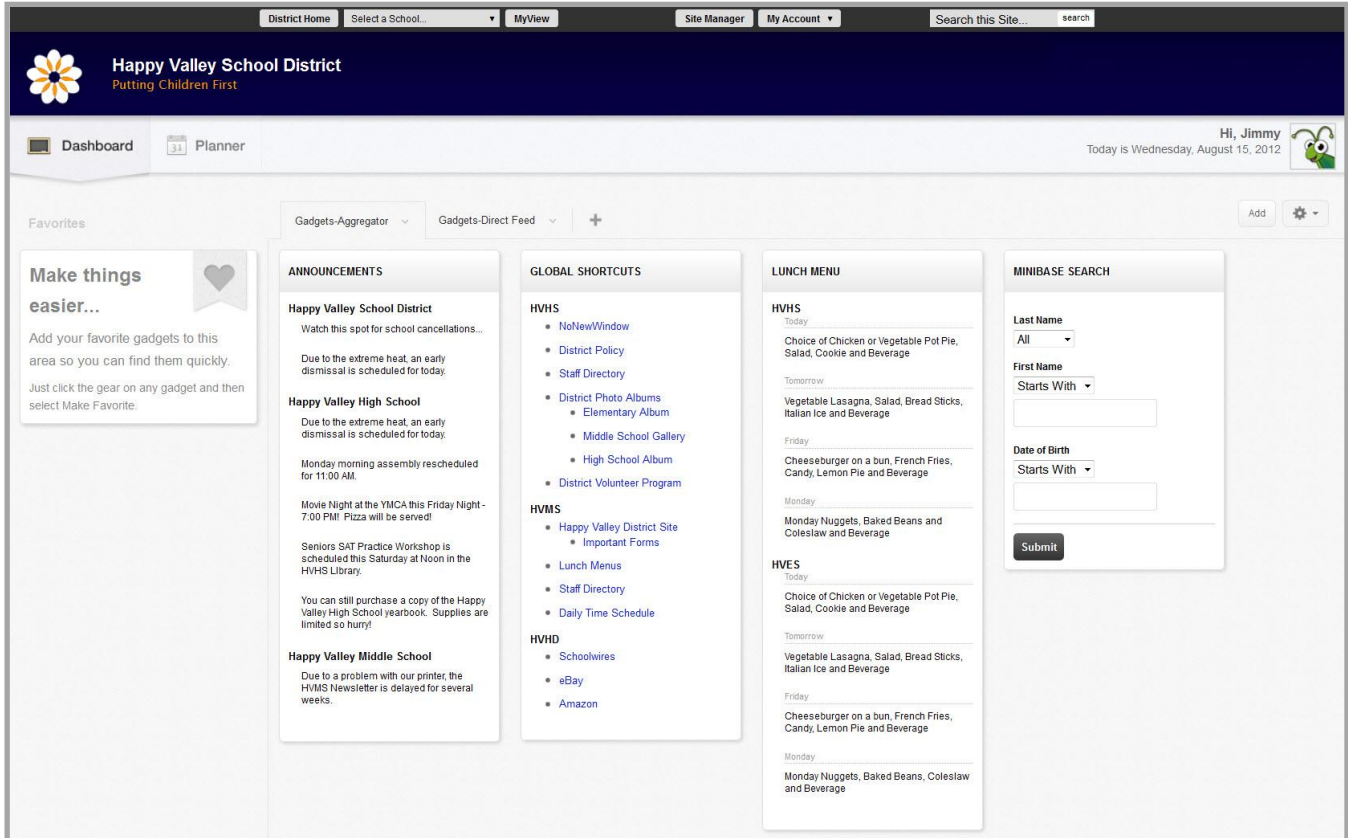 District Home Select a School... MyView Site Manager My Account Search this Site... search
Happy Valley School District
Putting Children First
Dashboard 31 Planner
Hi, Jimmy
Today is Wednesday, August 15, 2012
Favorites
Make things
easier...
Add your favorite gadgets to this
area so you can find them quickly.
Just click the gear on any gadget and then
select Make Favorite.
Gadgets-Aggregator Gadgets-Direct Feed + Add
ANNOUNCEMENTS
Happy Valley School District
Watch this spot for school cancellations...
Due to the extreme heat, an early
dismissal is scheduled for today.
Happy Valley High School
Due to the extreme heat, an early
dismissal is scheduled for today.
Monday morning assembly rescheduled
for 11:00 AM.
Movie Night at the YMCA this Friday Night -
7:00 PM! Pizza will be served!
Seniors SAT Practice Workshop is
scheduled this Saturday at Noon in the
HVHS LIbrary.
You can still purchase a copy of the Happy
Valley High School yearbook. Supplies are
limited so hurry!
Happy Valley Middle School
Due to a problem with our printer, the
HVMS Newsletter is delayed for several
weeks.
GLOBAL SHORTCUTS
HVHS
NoNewWindow
District Policy
Staff Directory
District Photo Albums
Elementary Album
Middle School Gallery
High School Album
District Volunteer Program
HVMS
Happy Valley District Site
Important Forms
Lunch Menus
Staff Directory
Daily Time Schedule
HVHD
Schoolwires
eBay
Amazon
LUNCH MENU
HVHS
Today
Choice of Chicken or Vegetable Pot Pie,
Salad, Cookie and Beverage
Tomorrow
Vegetable Lasagna, Salad, Bread Sticks,
Italian Ice and Beverage
Friday
Cheeseburger on a bun, French Fries,
Candy, Lemon Pie and Beverage
Monday
Monday Nuggets, Baked Beans and
Coleslaw and Beverage
HVES
Today
Choice of Chicken or Vegetable Pot Pie,
Salad, Cookie and Beverage
Tomorrow
Vegetable Lasagna, Salad, Bread Sticks,
Italian Ice and Beverage
Friday
Cheeseburger on a bun, French Fries,
Candy, Lemon Pie and Beverage
Monday
Monday Nuggets, Baked Beans, Coleslaw
and Beverage
MINIBASE SEARCH
Last Name
All
First Name
Starts With
Date of Birth
Starts With
Submit